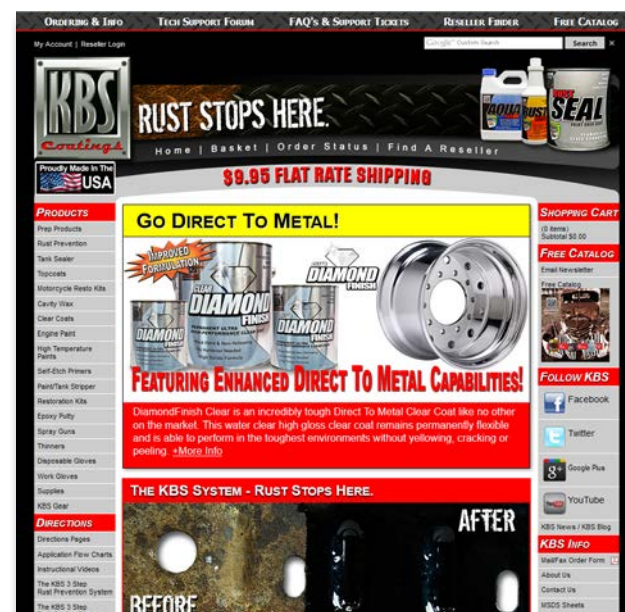 Ordering & Info Tech Support Forum FAQ's & Support Tickets Reseller Finder Free Catalog
My Account | Reseller Login
Google™ Custom Search Search ×
KBS
Coatings
RUST STOPS HERE.
AQUA RUST
RUST SEAL
Home | Basket | Order Status | Find A Reseller
Proudly Made In The
USA
$9.95 FLAT RATE SHIPPING
Products
Prep Products
Rust Prevention
Tank Sealer
Topcoats
Motorcycle Resto Kits
Cavity Wax
Clear Coats
Engine Paint
High Temperature
Paints
Self-Etch Primers
Paint/Tank Stripper
Restoration Kits
Epoxy Putty
Spray Guns
Thinners
Disposable Gloves
Work Gloves
Supplies
KBS Gear
Directions
Directions Pages
Application Flow Charts
Instructional Videos
The KBS 3 Step
Rust Prevention System
The KBS 3 Step
Go Direct To Metal!
IMPROVED
FORMULATION
CLEAR
DIAMOND
FINISH
DIAMOND
DIAMOND
FINISH
DIAMOND
FINISH
Featuring Enhanced Direct To Metal Capabilities!
DiamondFinish Clear is an incredibly tough Direct To Metal Clear Coat like no other
on the market. This water clear high gloss clear coat remains permanently flexible
and is able to perform in the toughest environments without yellowing, cracking or
peeling. +More Info
The KBS System - Rust Stops Here.
AFTER
BEFORE
Shopping Cart
(0 items)
Subtotal $0.00
Free Catalog
Email Newsletter
Free Catalog
Follow KBS
Facebook
Twitter
Google Plus
YouTube
KBS News / KBS Blog
KBS Info
Mail/Fax Order Form
About Us
Contact Us
MSDS Sheets